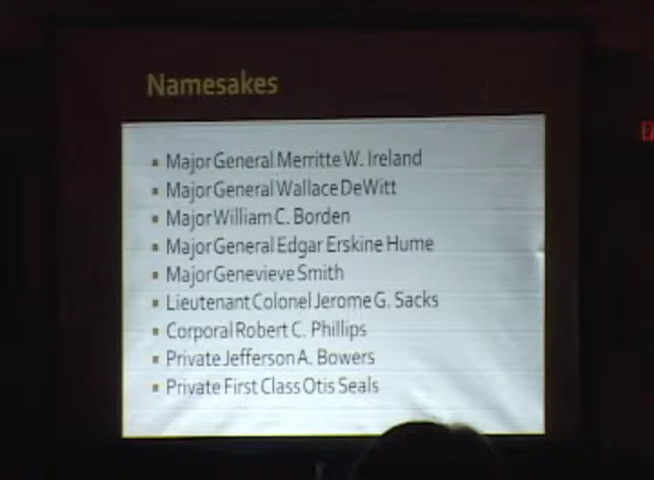 Namesakes
Major General Merritte W. Ireland
Major General Wallace DeWitt
Major William C. Borden
Major General Edgar Erskine Hume
Major Genevieve Smith
Lieutenant Colonel Jerome G. Sacks
Corporal Robert C. Phillips
Private Jefferson A. Bowers
Private First Class Otis Seals